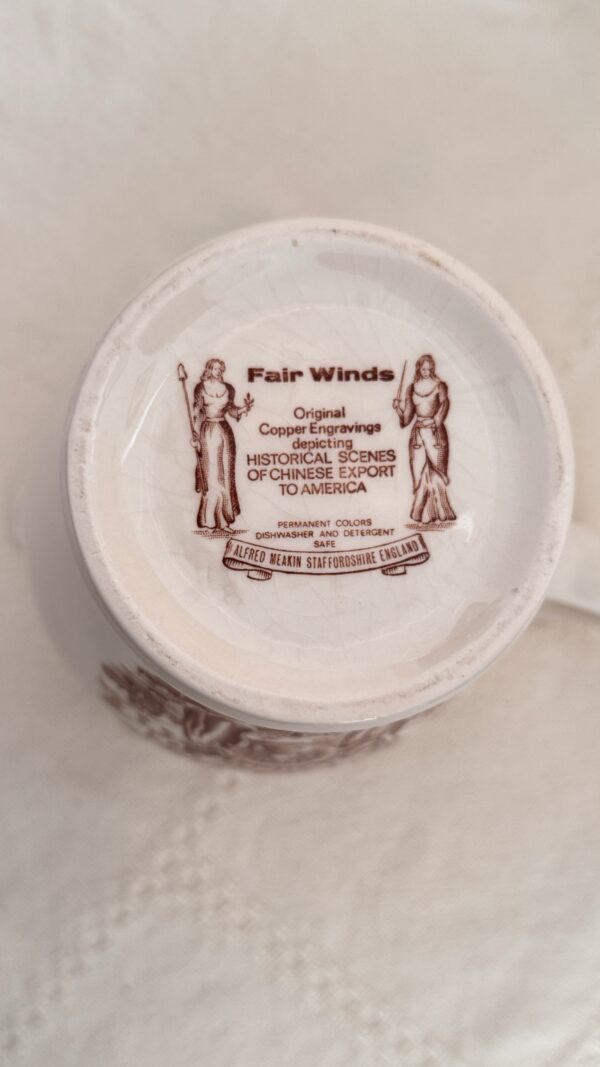 Fair Winds
Original
Copper Engravings
depicting
HISTORICAL SCENES
OF CHINESE EXPORT
TO AMERICA
PERMANENT COLORS
DISHWASHER AND DETERGENT
SAFE
ALFRED MEAKIN STAFFORDSHIRE ENGLAND